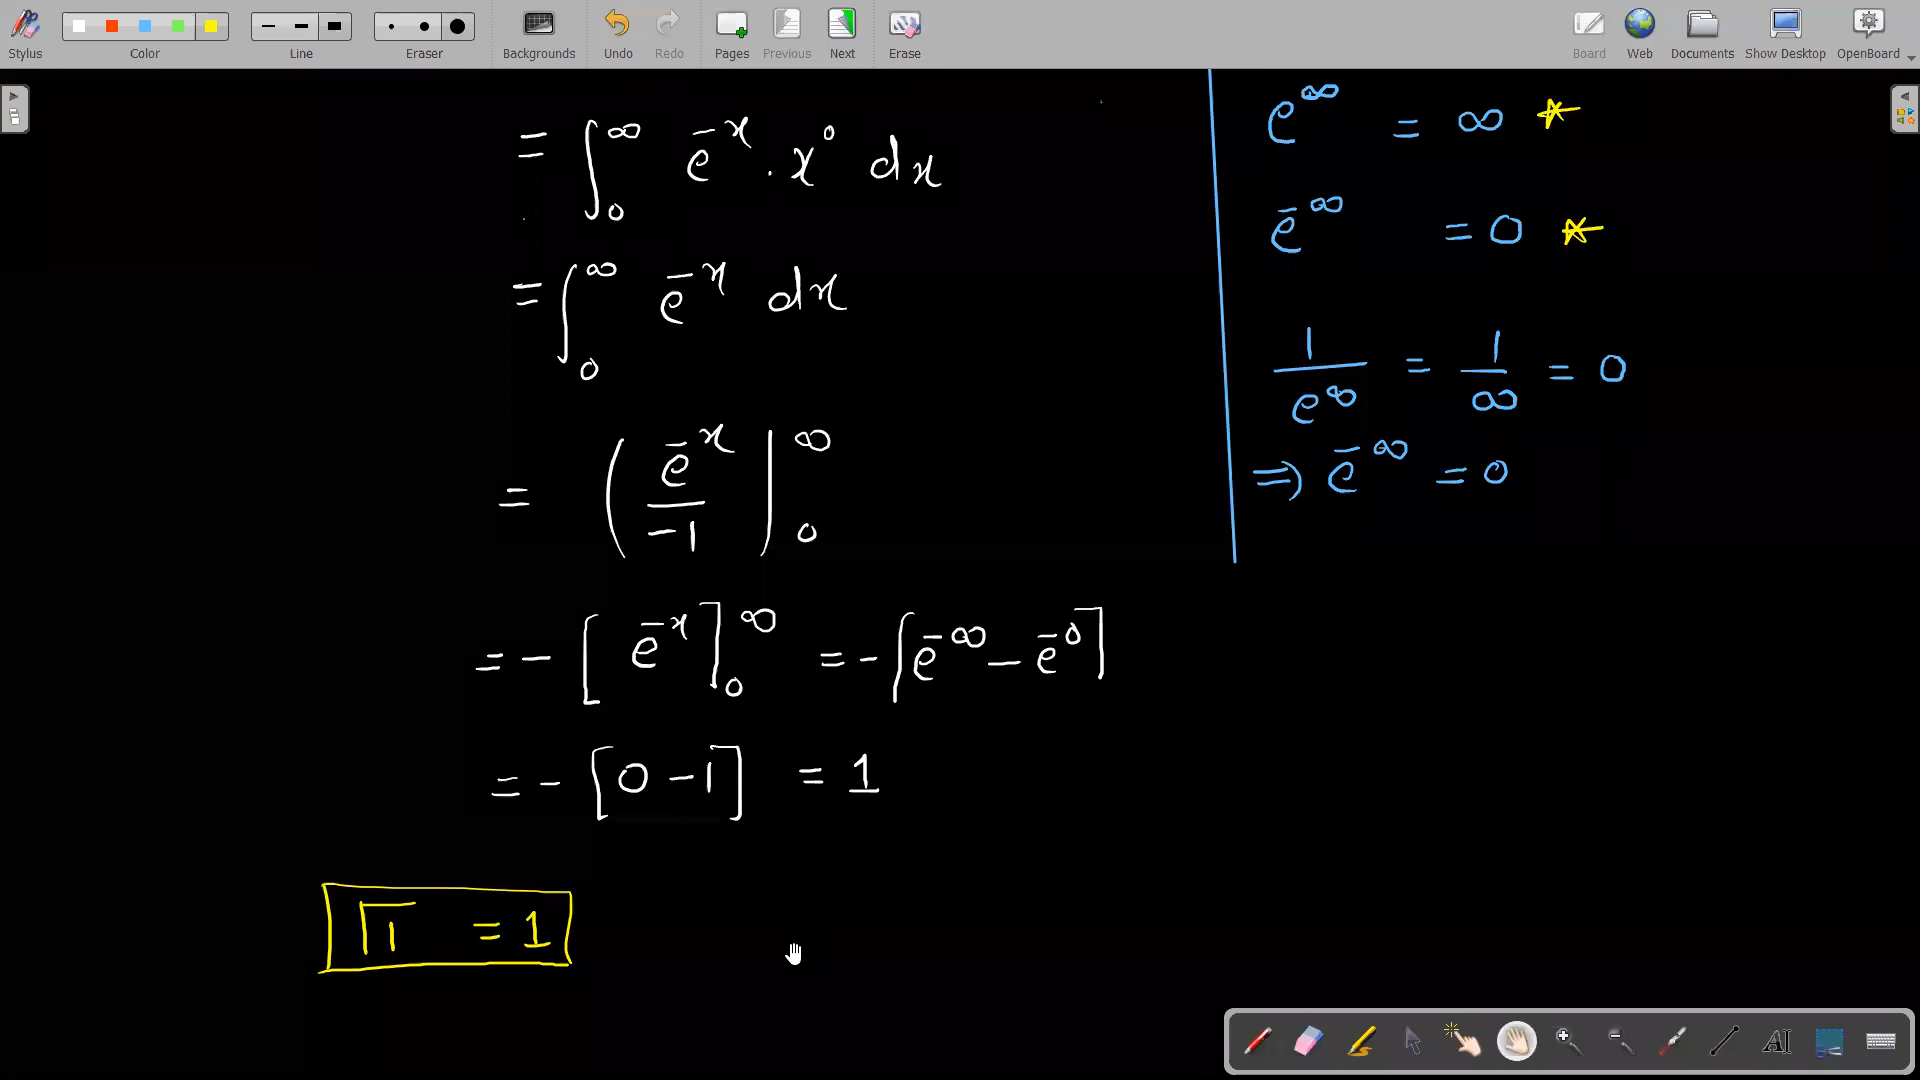 Stylus Color Line Eraser Backgrounds Undo Redo Pages Previous Next Erase Board Web Documents Show Desktop OpenBoard
= ∫₀^∞ e^-x . x^0 dx
= ∫₀^∞ e^-x dx
= ( e^-x / -1 |₀^∞
= - [ e^-x ]₀^∞ = - [ e^-∞ - e^-0 ]
= - [ 0 - 1 ] = 1
Γ1 = 1
e^∞ = ∞ ☆
e^-∞ = 0 ☆
1 / e^∞ = 1 / ∞ = 0
⇒ e^-∞ = 0